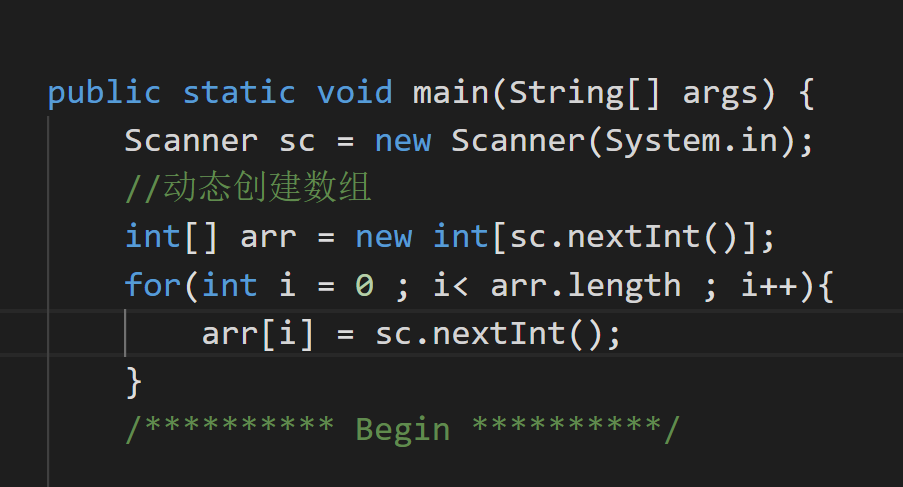 public static void main(String[] args) {
Scanner sc = new Scanner(System.in);
//动态创建数组
int[] arr = new int[sc.nextInt()];
for(int i = 0 ; i< arr.length ; i++){
arr[i] = sc.nextInt();
}
/********** Begin **********/